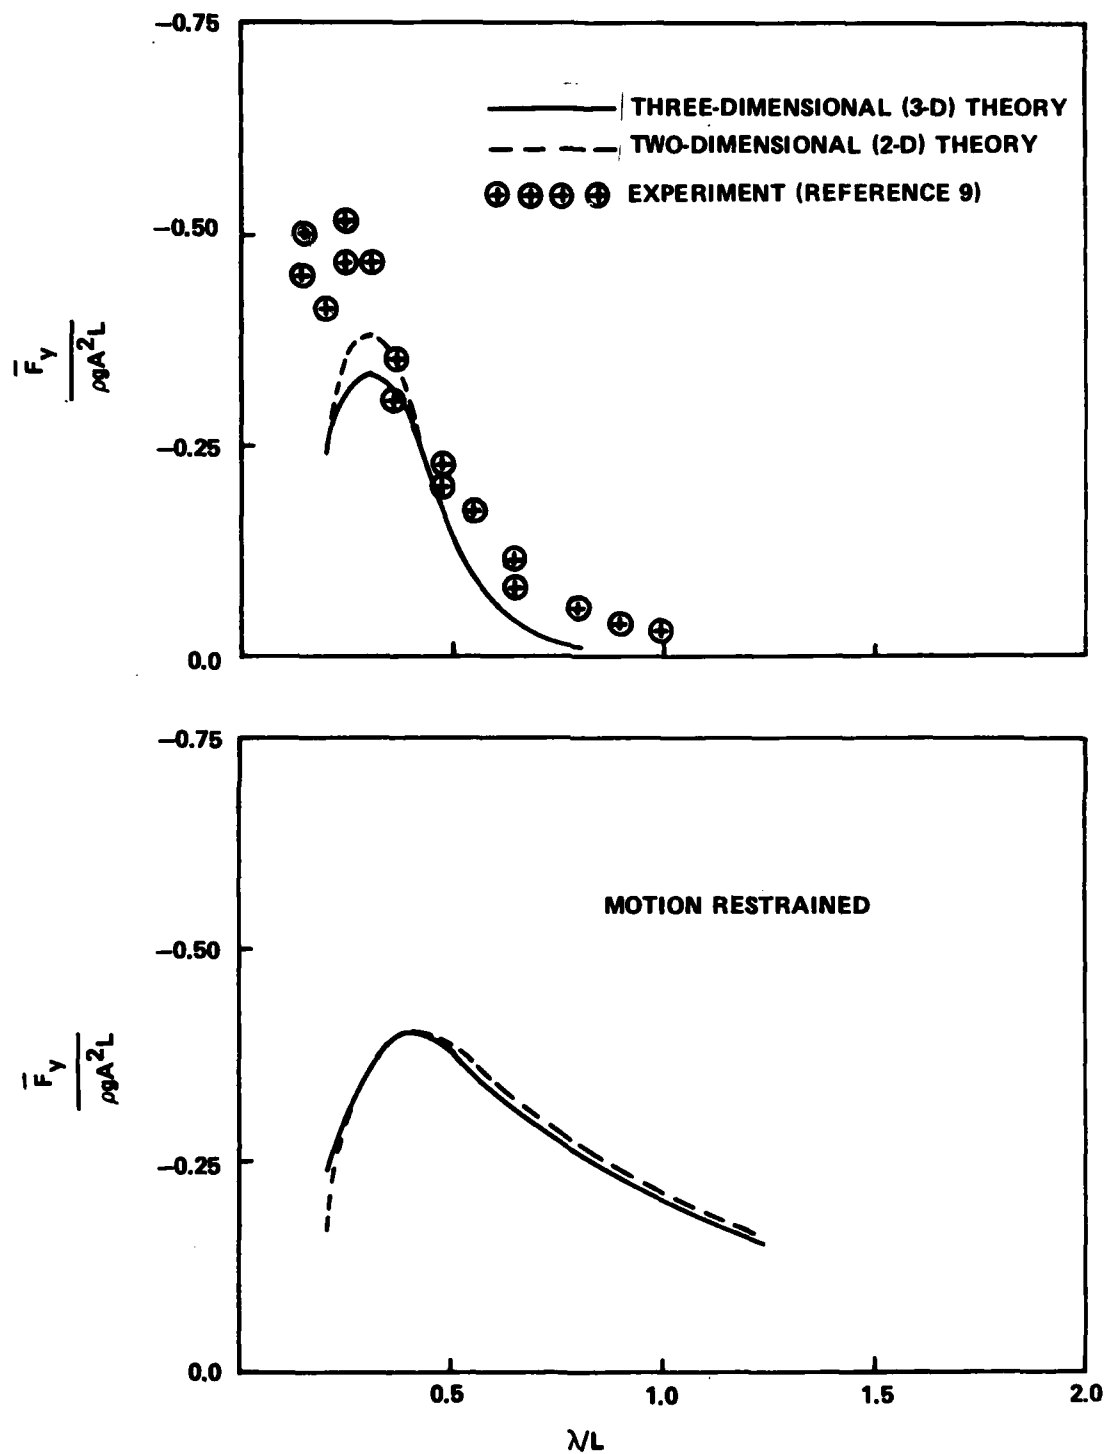 −0.75
THREE-DIMENSIONAL (3-D) THEORY
TWO-DIMENSIONAL (2-D) THEORY
EXPERIMENT (REFERENCE 9)
−0.50
F̅y
ρgA²L
−0.25
0.0
−0.75
MOTION RESTRAINED
−0.50
F̅y
ρgA²L
−0.25
0.0
0.5 1.0 1.5 2.0
λ/L